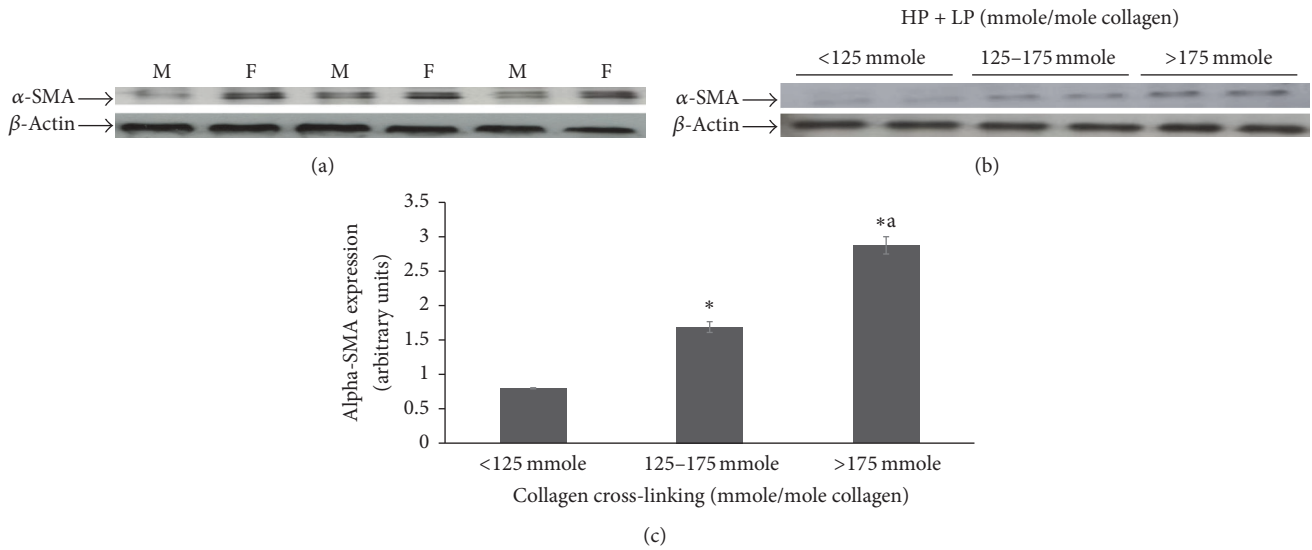 M F M F M F
α-SMA
β-Actin
(a)
HP + LP (mmole/mole collagen)
<125 mmole 125–175 mmole >175 mmole
α-SMA
β-Actin
(b)
Alpha-SMA expression
(arbitrary units)
4
3.5
3
2.5
2
1.5
1
0.5
0
*
*a
<125 mmole 125–175 mmole >175 mmole
Collagen cross-linking (mmole/mole collagen)
(c)